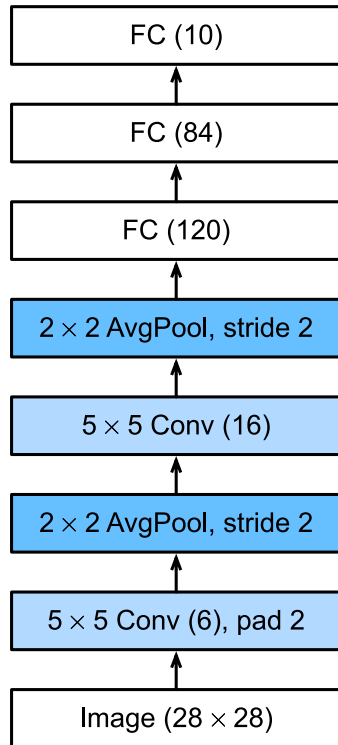 FC (10)
FC (84)
FC (120)
2 × 2 AvgPool, stride 2
5 × 5 Conv (16)
2 × 2 AvgPool, stride 2
5 × 5 Conv (6), pad 2
Image (28 × 28)